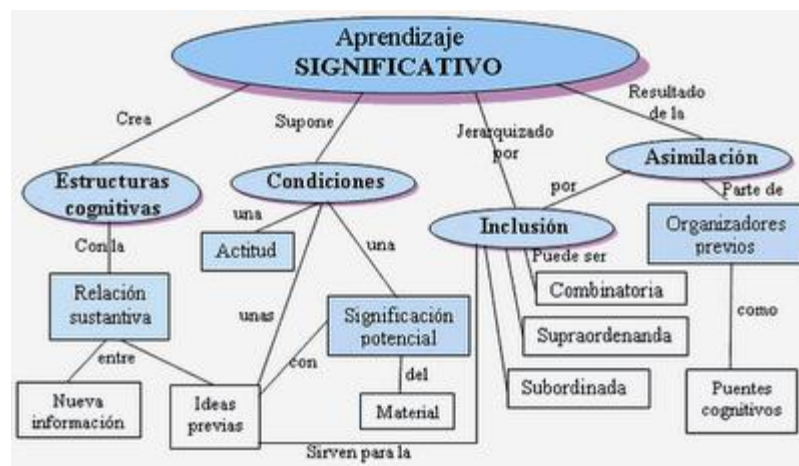 Aprendizaje
SIGNIFICATIVO
Crea
Supone
Jerarquizado
por
Resultado
de la
Estructuras
cognitivas
Condiciones
Asimilación
por
Parte de
una
Inclusión
Organizadores
previos
Con la
Actitud
una
Puede ser
Combinatoria
Relación
sustantiva
unas
Significación
potencial
Supraordenanda
como
entre
con
del
Subordinada
Nueva
información
Ideas
previas
Material
Puentes
cognitivos
Sirven para la